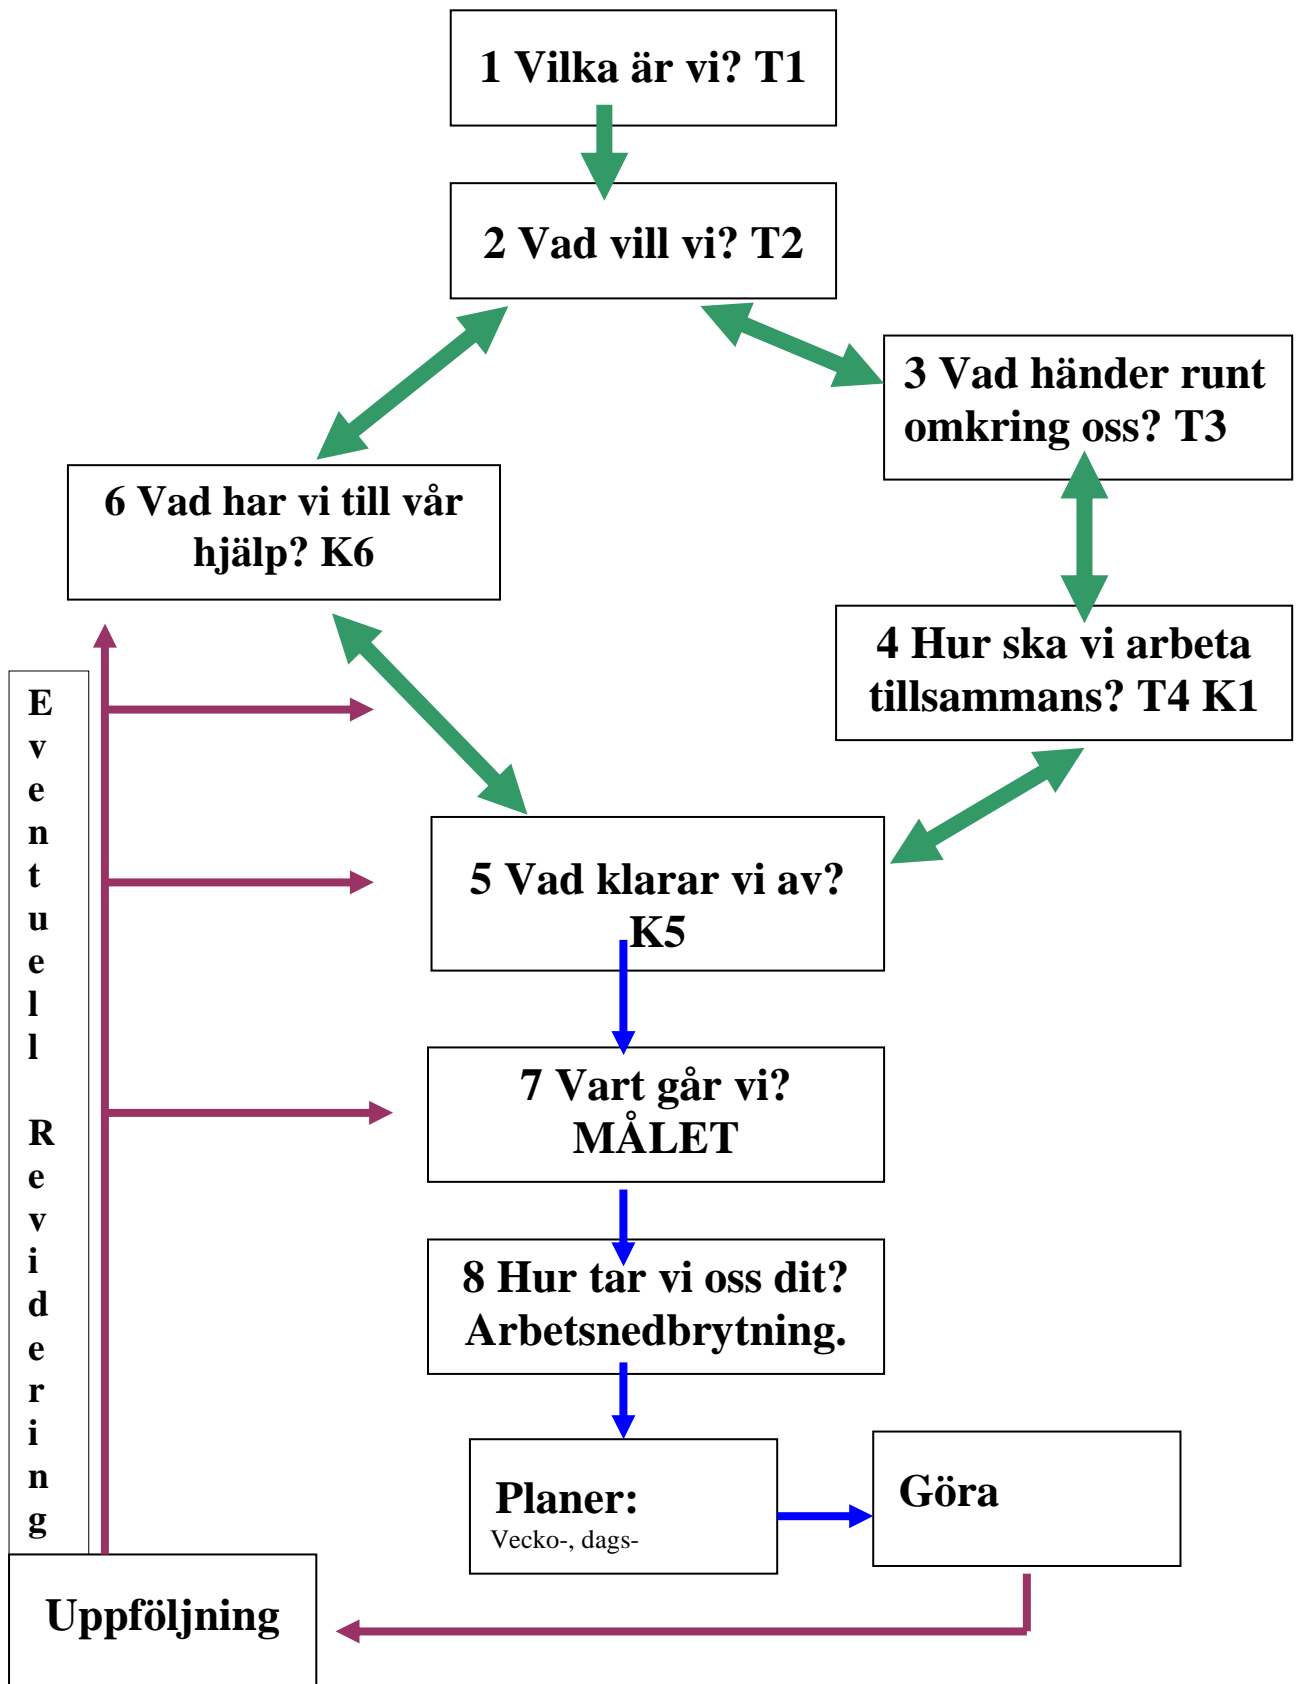 1 Vilka är vi? T1
2 Vad vill vi? T2
3 Vad händer runt
omkring oss? T3
6 Vad har vi till vår
hjälp? K6
4 Hur ska vi arbeta
tillsammans? T4 K1
5 Vad klarar vi av?
K5
7 Vart går vi?
MÅLET
8 Hur tar vi oss dit?
Arbetsnedbrytning.
Planer:
Vecko-, dags-
Göra
Eventuell Revidering
Uppföljning